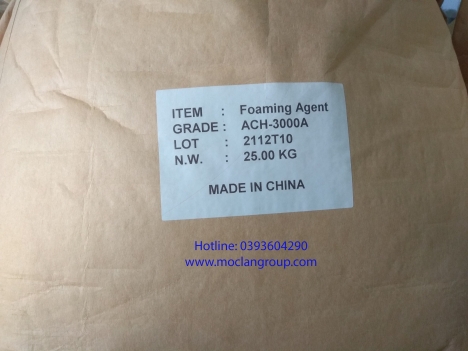 ITEM : Foaming Agent
GRADE : ACH-3000A
LOT : 2112T10
N.W. : 25.00 KG
MADE IN CHINA
Hotline: 0393604290
www.moclangroup.com